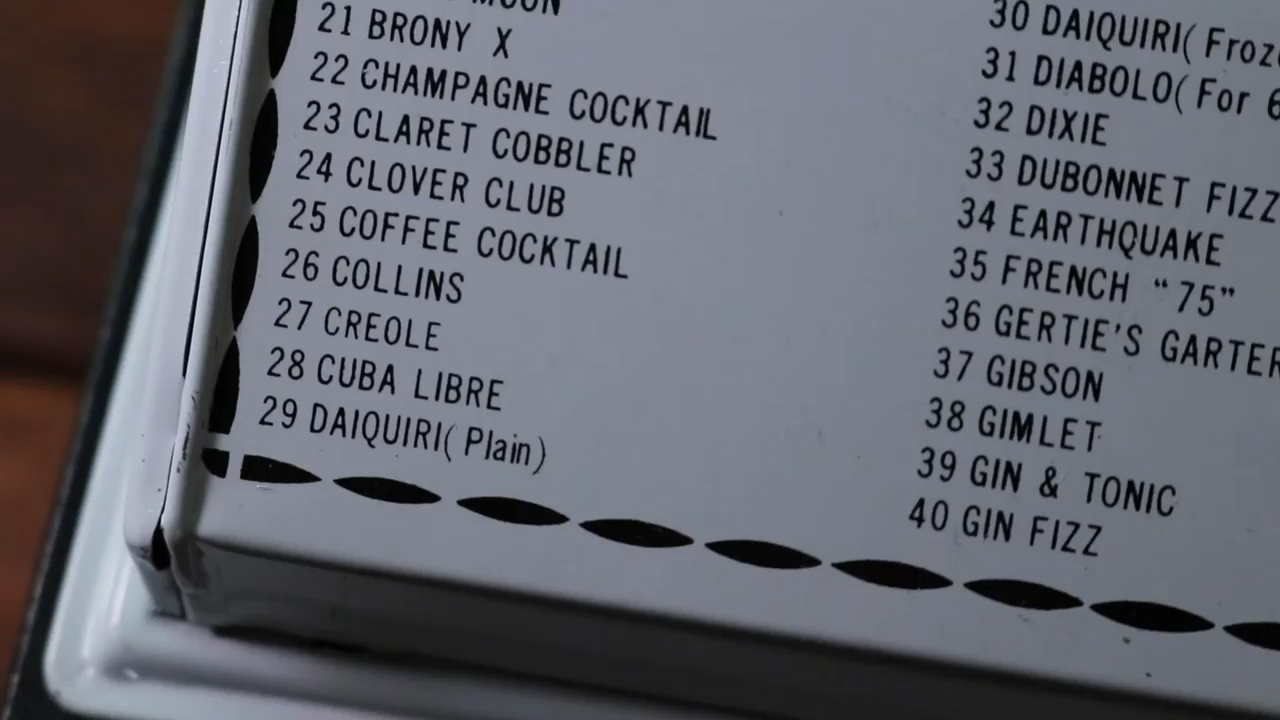 MOON
21 BRONY X
22 CHAMPAGNE COCKTAIL
23 CLARET COBBLER
24 CLOVER CLUB
25 COFFEE COCKTAIL
26 COLLINS
27 CREOLE
28 CUBA LIBRE
29 DAIQUIRI( Plain)
30 DAIQUIRI(
31 DIABOLO( For 6
32 DIXIE
33 DUBONNET FIZZ
34 EARTHQUAKE
35 FRENCH “75”
36 GERTIE'S GARTER
37 GIBSON
38 GIMLET
39 GIN & TONIC
40 GIN FIZZ